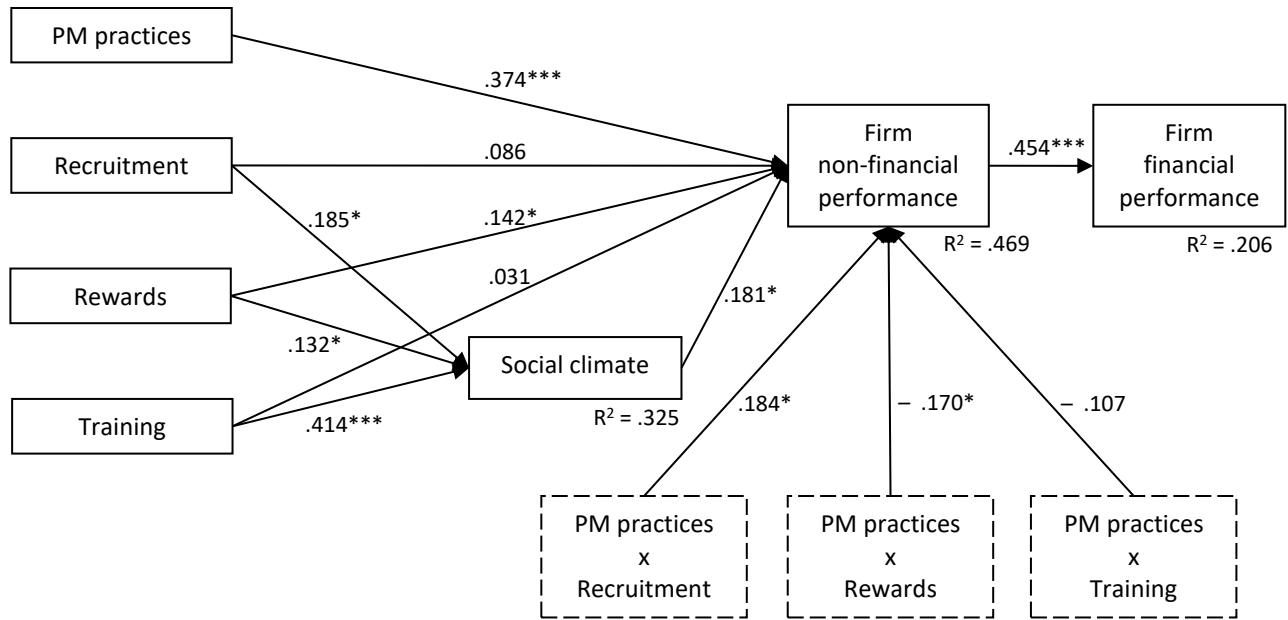 PM practices
.374***
Recruitment
.086
Firm
non-financial
performance
.454***
Firm
financial
performance
.185*
.142*
R² = .469
R² = .206
Rewards
.031
.181*
.132*
Social climate
Training
.414***
R² = .325
.184*
– .170*
– .107
PM practices
x
Recruitment
PM practices
x
Rewards
PM practices
x
Training